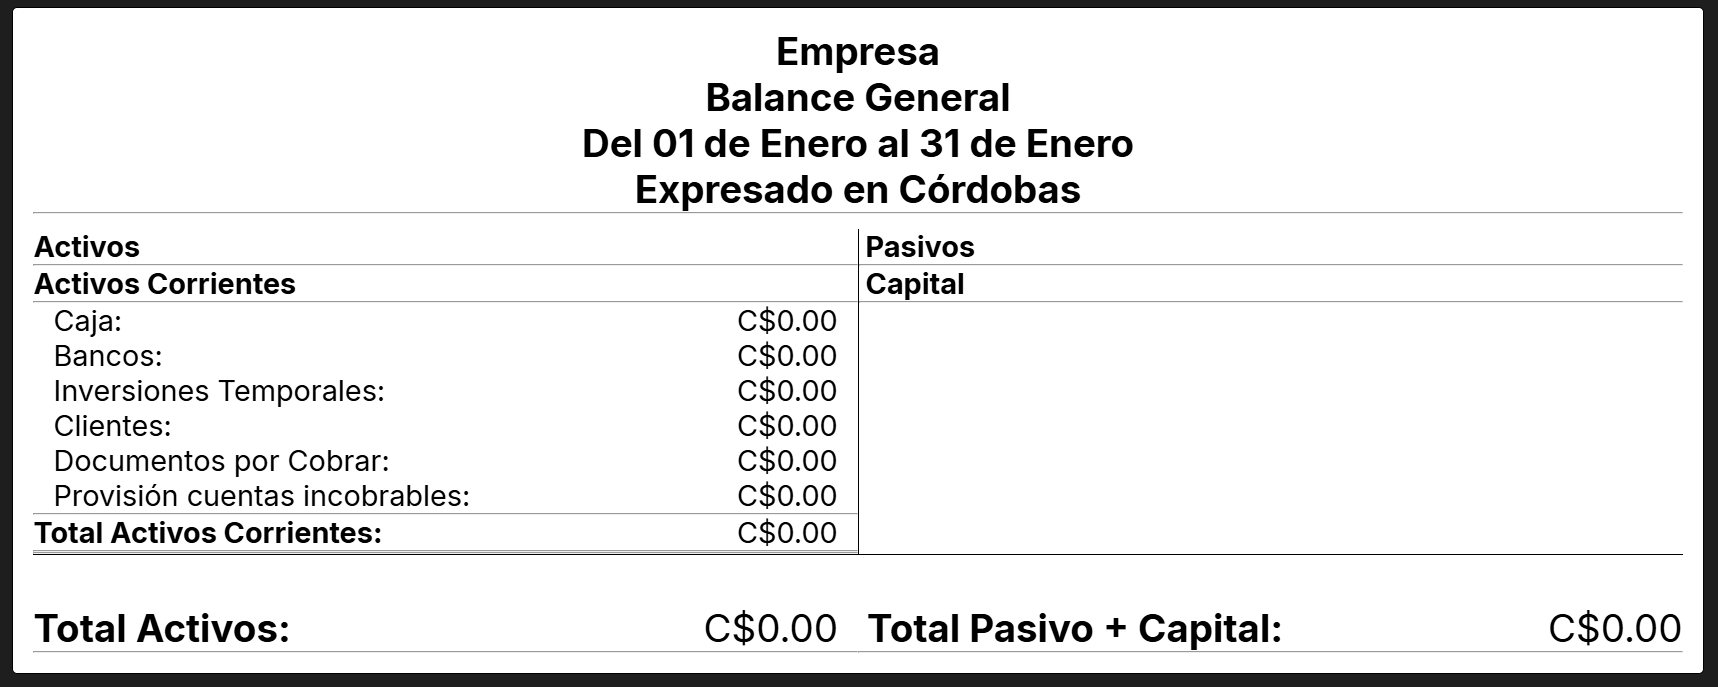 Empresa
Balance General
Del 01 de Enero al 31 de Enero
Expresado en Córdobas
Activos
Activos Corrientes
Caja: C$0.00
Bancos: C$0.00
Inversiones Temporales: C$0.00
Clientes: C$0.00
Documentos por Cobrar: C$0.00
Provisión cuentas incobrables: C$0.00
Total Activos Corrientes: C$0.00
Pasivos
Capital
Total Activos: C$0.00
Total Pasivo + Capital: C$0.00